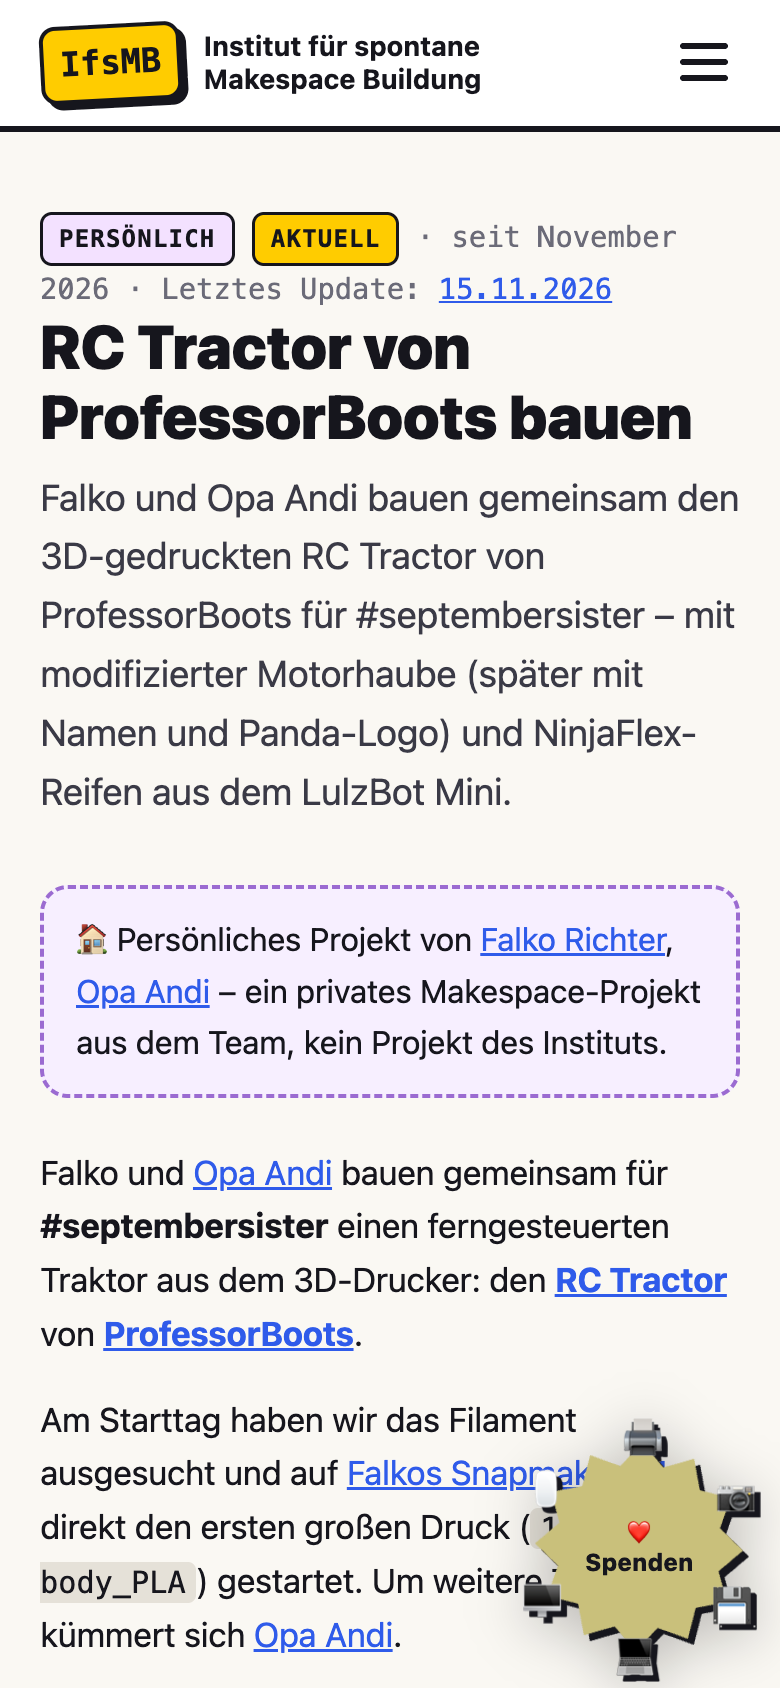 IfsMB
Institut für spontane
Makespace Buildung
PERSÖNLICH AKTUELL · seit November
2026 · Letztes Update: 15.11.2026
RC Tractor von
ProfessorBoots bauen
Falko und Opa Andi bauen gemeinsam den
3D-gedruckten RC Tractor von
ProfessorBoots für #septembersister – mit
modifizierter Motorhaube (später mit
Namen und Panda-Logo) und NinjaFlex-
Reifen aus dem LulzBot Mini.
🏠 Persönliches Projekt von Falko Richter,
Opa Andi – ein privates Makespace-Projekt
aus dem Team, kein Projekt des Instituts.
Falko und Opa Andi bauen gemeinsam für
#septembersister einen ferngesteuerten
Traktor aus dem 3D-Drucker: den RC Tractor
von ProfessorBoots.
Am Starttag haben wir das Filament
ausgesucht und auf Falkos
direkt den ersten großen Druck (
body_PLA) gestartet. Um weitere
kümmert sich Opa Andi.
❤️
Spenden